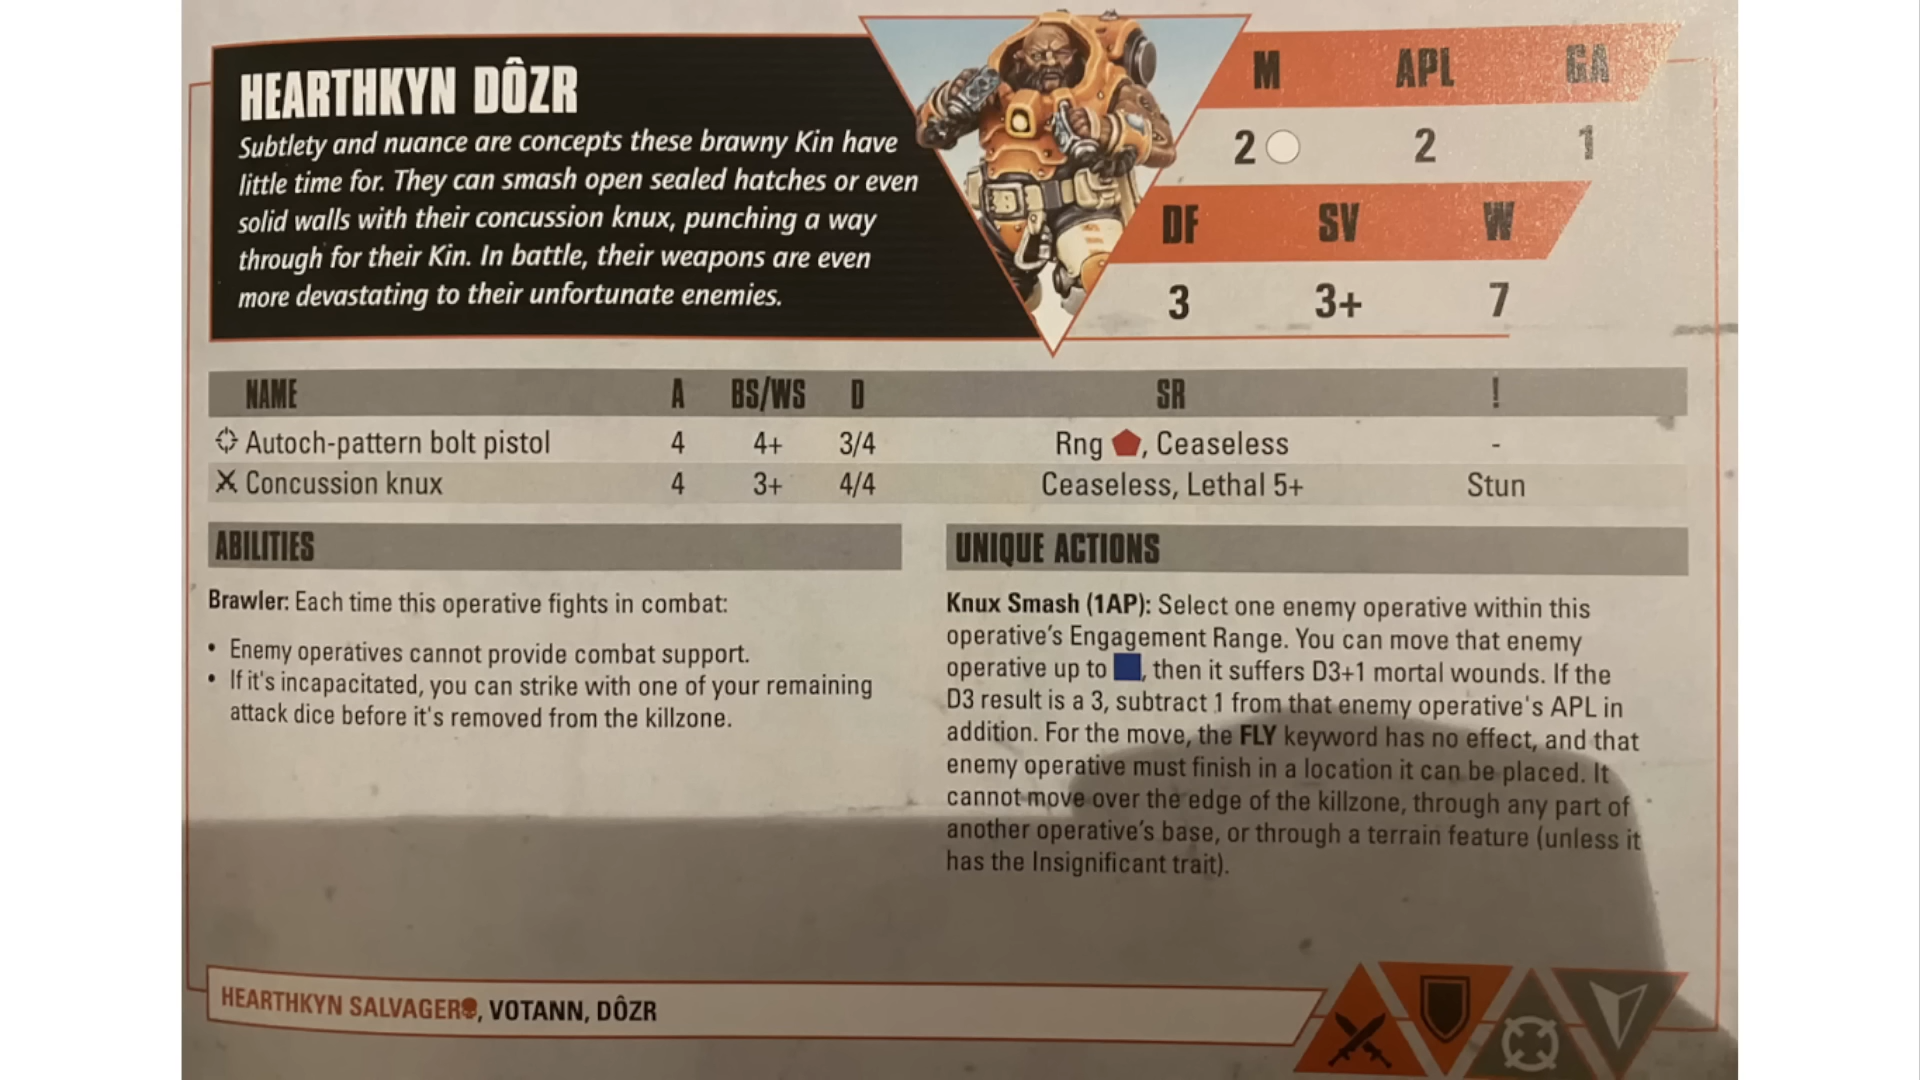 HEARTHKYN DÔZR
Subtlety and nuance are concepts these brawny Kin have
little time for. They can smash open sealed hatches or even
solid walls with their concussion knux, punching a way
through for their Kin. In battle, their weapons are even
more devastating to their unfortunate enemies.
M APL GA
2 2 1
DF SV W
3 3+ 7
NAME A BS/WS D SR !
Autoch-pattern bolt pistol 4 4+ 3/4 Rng , Ceaseless -
Concussion knux 4 3+ 4/4 Ceaseless, Lethal 5+ Stun
ABILITIES
Brawler: Each time this operative fights in combat:
• Enemy operatives cannot provide combat support.
• If it's incapacitated, you can strike with one of your remaining
attack dice before it's removed from the killzone.
UNIQUE ACTIONS
Knux Smash (1AP): Select one enemy operative within this
operative's Engagement Range. You can move that enemy
operative up to , then it suffers D3+1 mortal wounds. If the
D3 result is a 3, subtract 1 from that enemy operative's APL in
addition. For the move, the FLY keyword has no effect, and that
enemy operative must finish in a location it can be placed. It
cannot move over the edge of the killzone, through any part of
another operative's base, or through a terrain feature (unless it
has the Insignificant trait).
HEARTHKYN SALVAGER, VOTANN, DÔZR